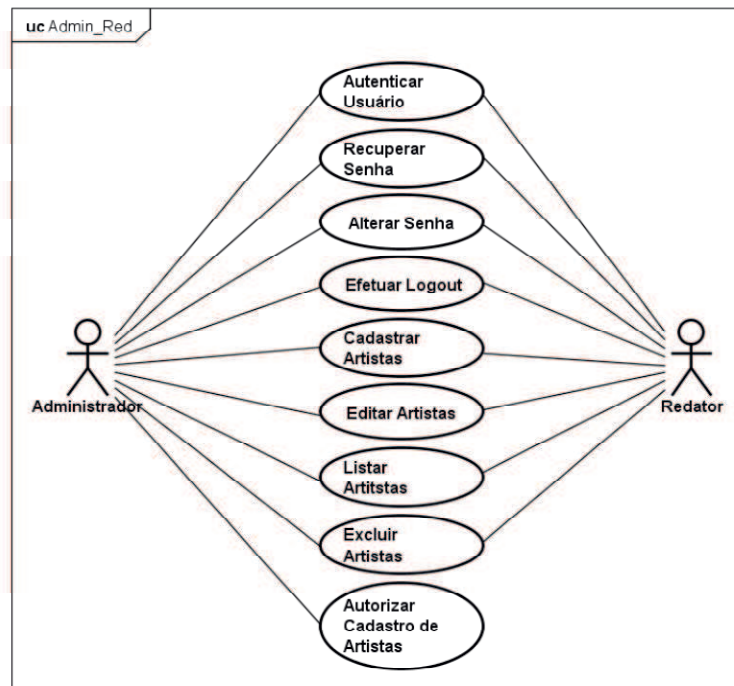 uc Admin_Red
Autenticar
Usuário
Recuperar
Senha
Alterar Senha
Efetuar Logout
Cadastrar
Artistas
Administrador
Redator
Editar Artistas
Listar
Artitstas
Excluir
Artistas
Autorizar
Cadastro de
Artistas